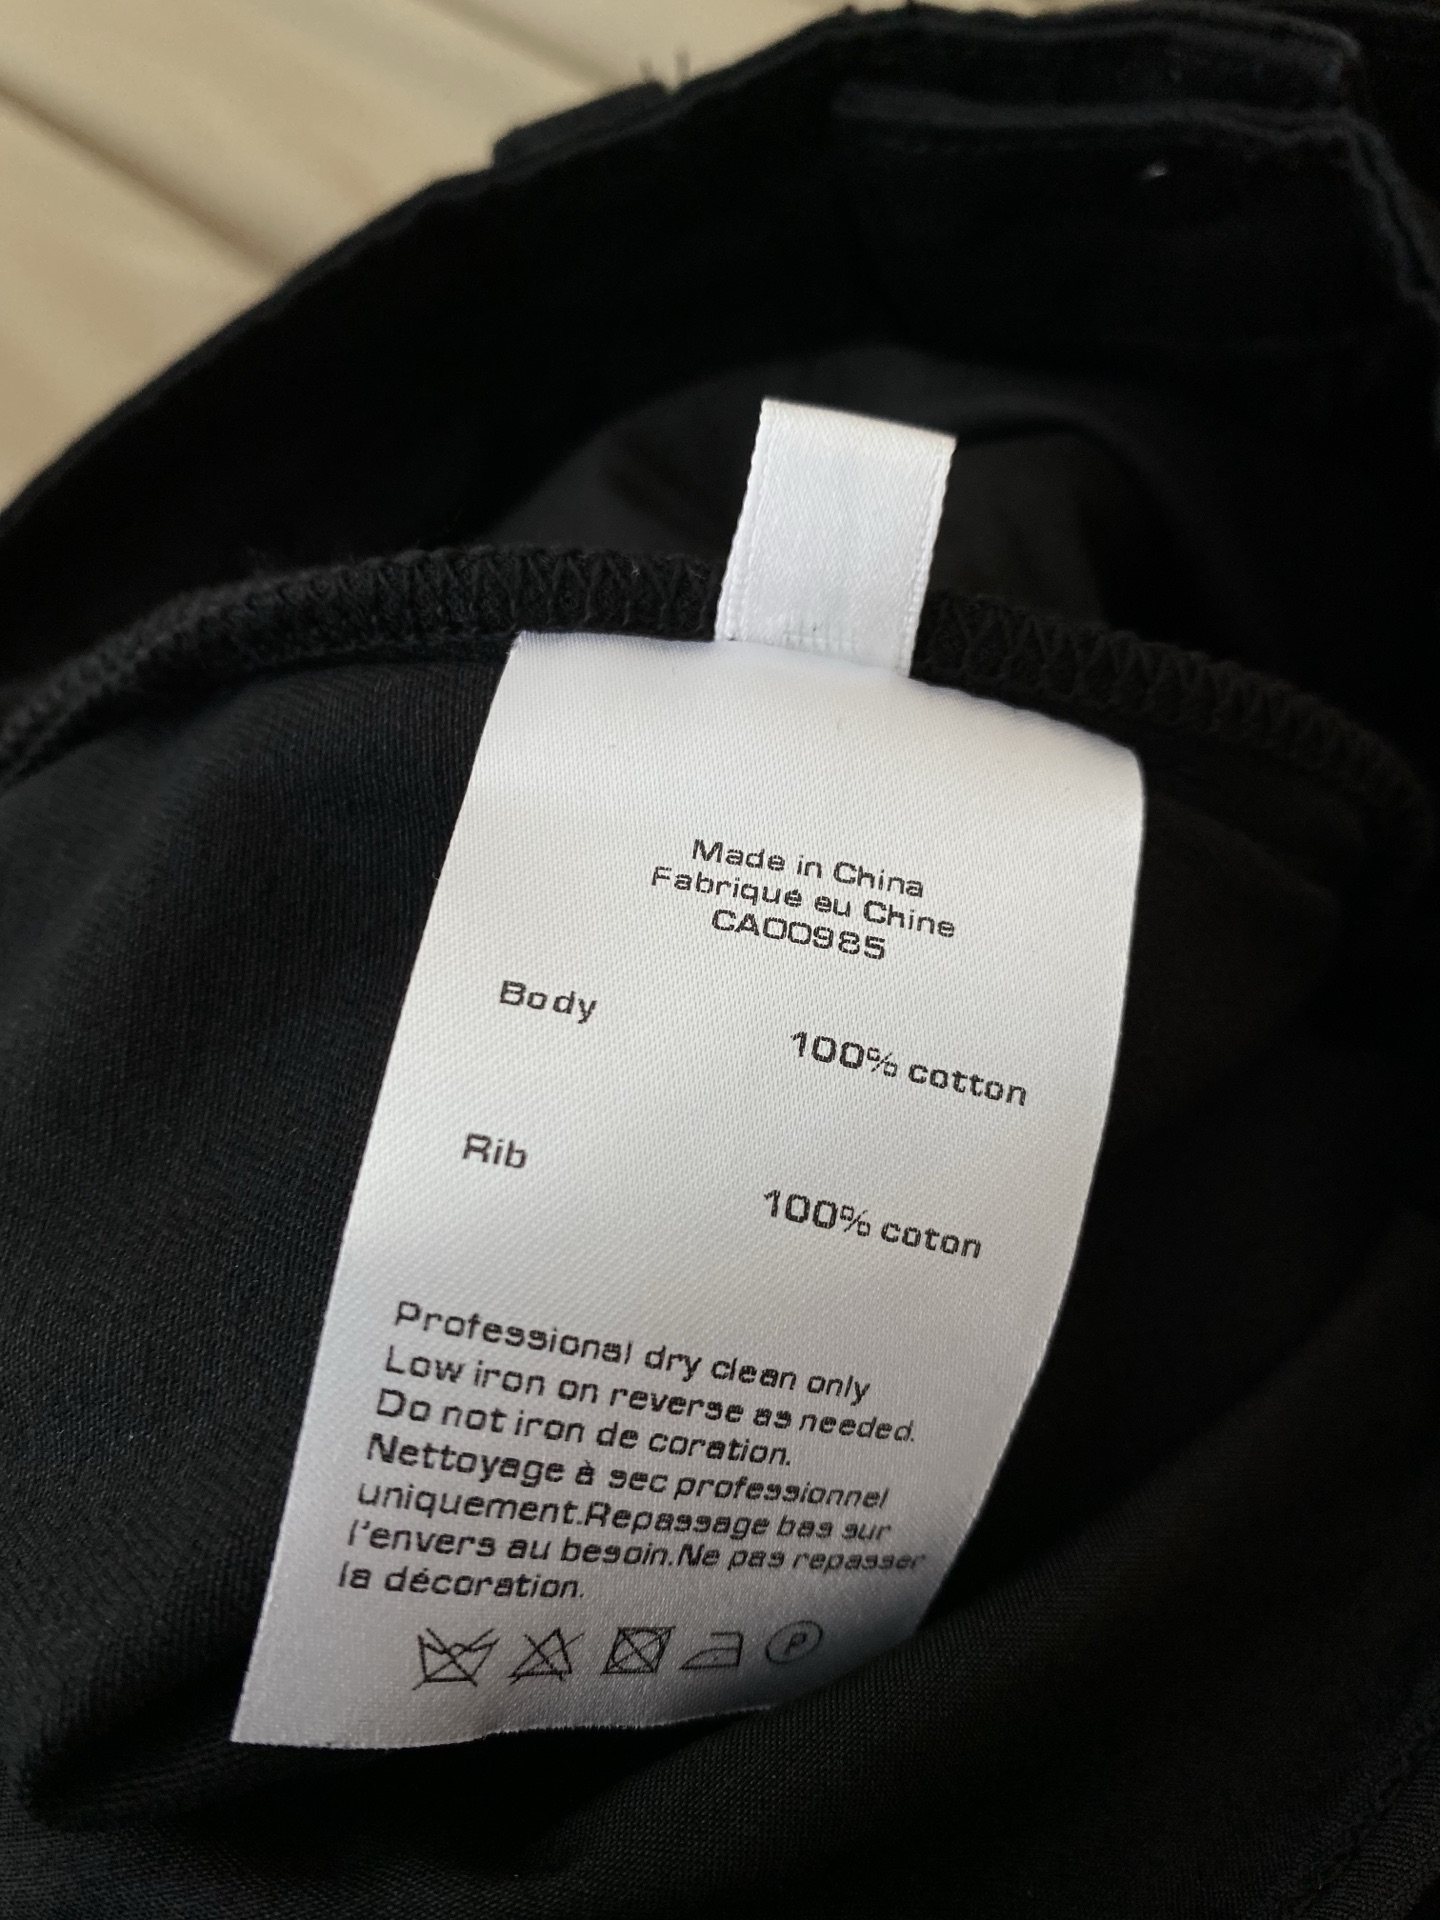 Made in China
Fabriqué eu Chine
CA00985
Body
100% cotton
Rib
100% coton
Professional dry clean only
Low iron on reverse as needed.
Do not iron de coration.
Nettoyage à sec professionnel
uniquement.Repassage bas sur
l'envers au besoin.Ne pas repasser
la décoration.
P